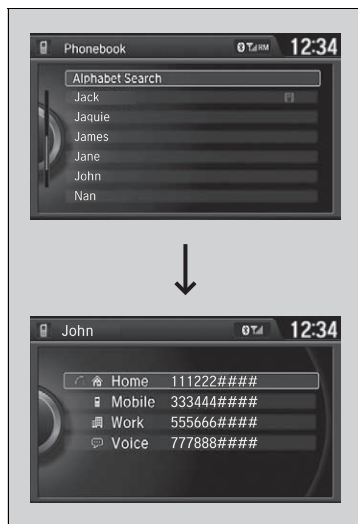 Phonebook RM 12:34
Alphabet Search
Jack
Jaquie
James
Jane
John
Nan
John 12:34
Home 111222####
Mobile 333444####
Work 555666####
Voice 777888####